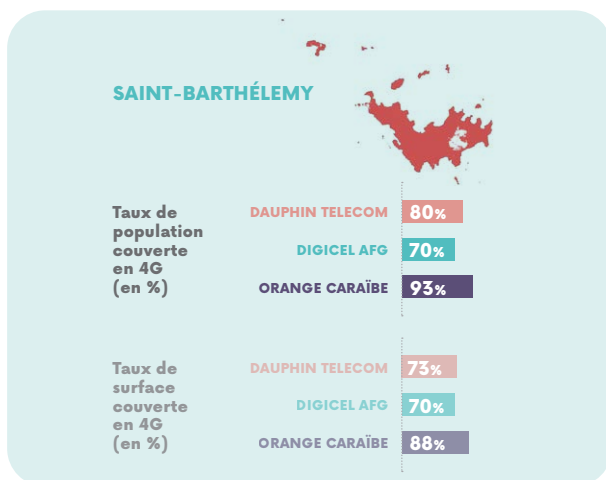 SAINT-BARTHÉLEMY
Taux de
population
couverte
en 4G
(en %)
DAUPHIN TELECOM 80%
DIGICEL AFG 70%
ORANGE CARAÏBE 93%
Taux de
surface
couverte
en 4G
(en %)
DAUPHIN TELECOM 73%
DIGICEL AFG 70%
ORANGE CARAÏBE 88%